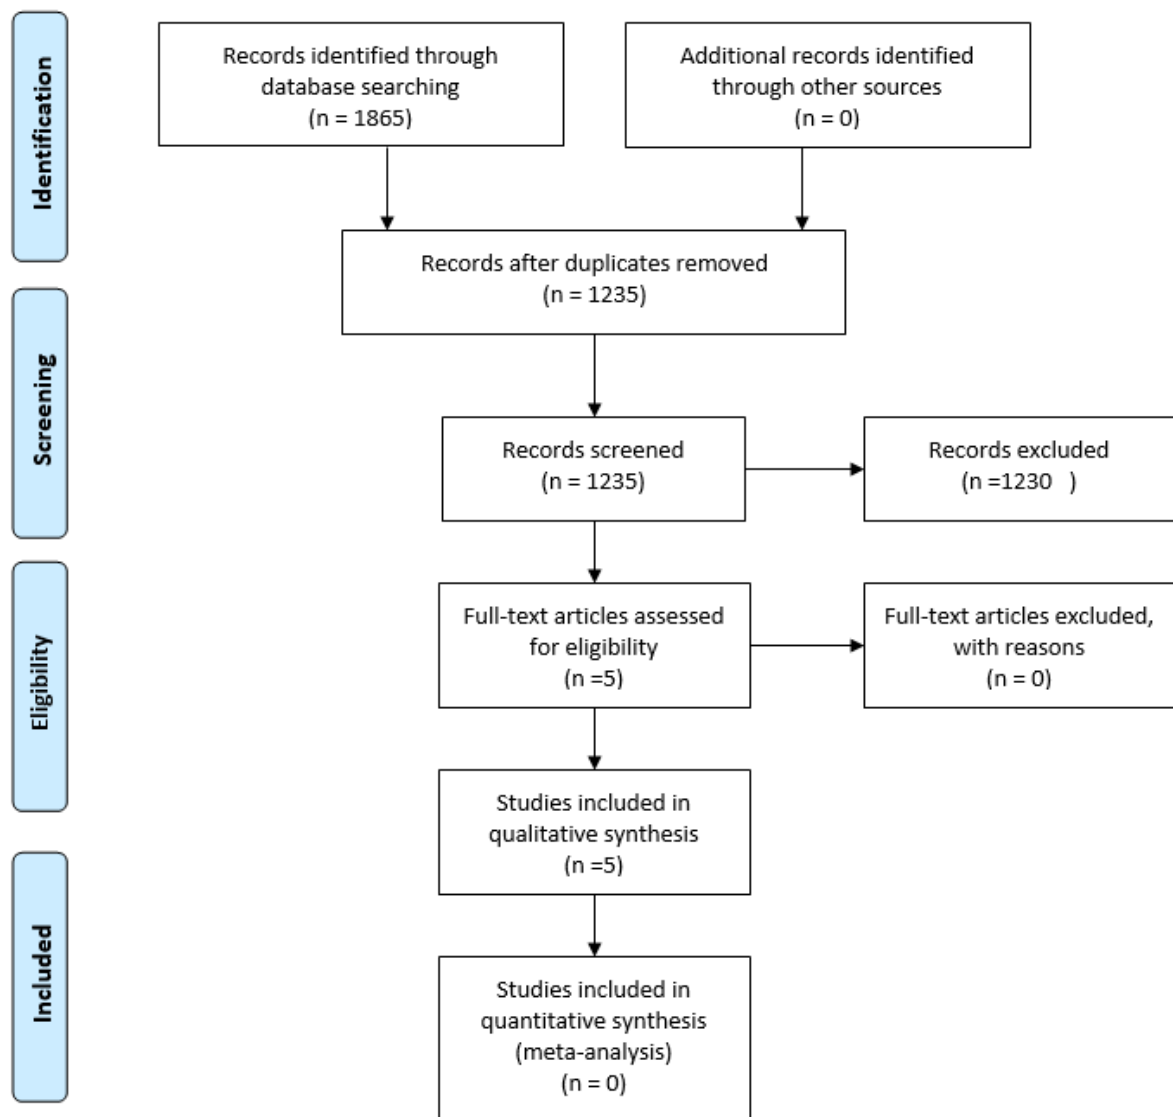 Identification
Records identified through
database searching
(n = 1865)
Additional records identified
through other sources
(n = 0)
Records after duplicates removed
(n = 1235)
Screening
Records screened
(n = 1235)
Records excluded
(n =1230   )
Eligibility
Full-text articles assessed
for eligibility
(n =5)
Full-text articles excluded,
with reasons
(n = 0)
Studies included in
qualitative synthesis
(n =5)
Included
Studies included in
quantitative synthesis
(meta-analysis)
(n = 0)